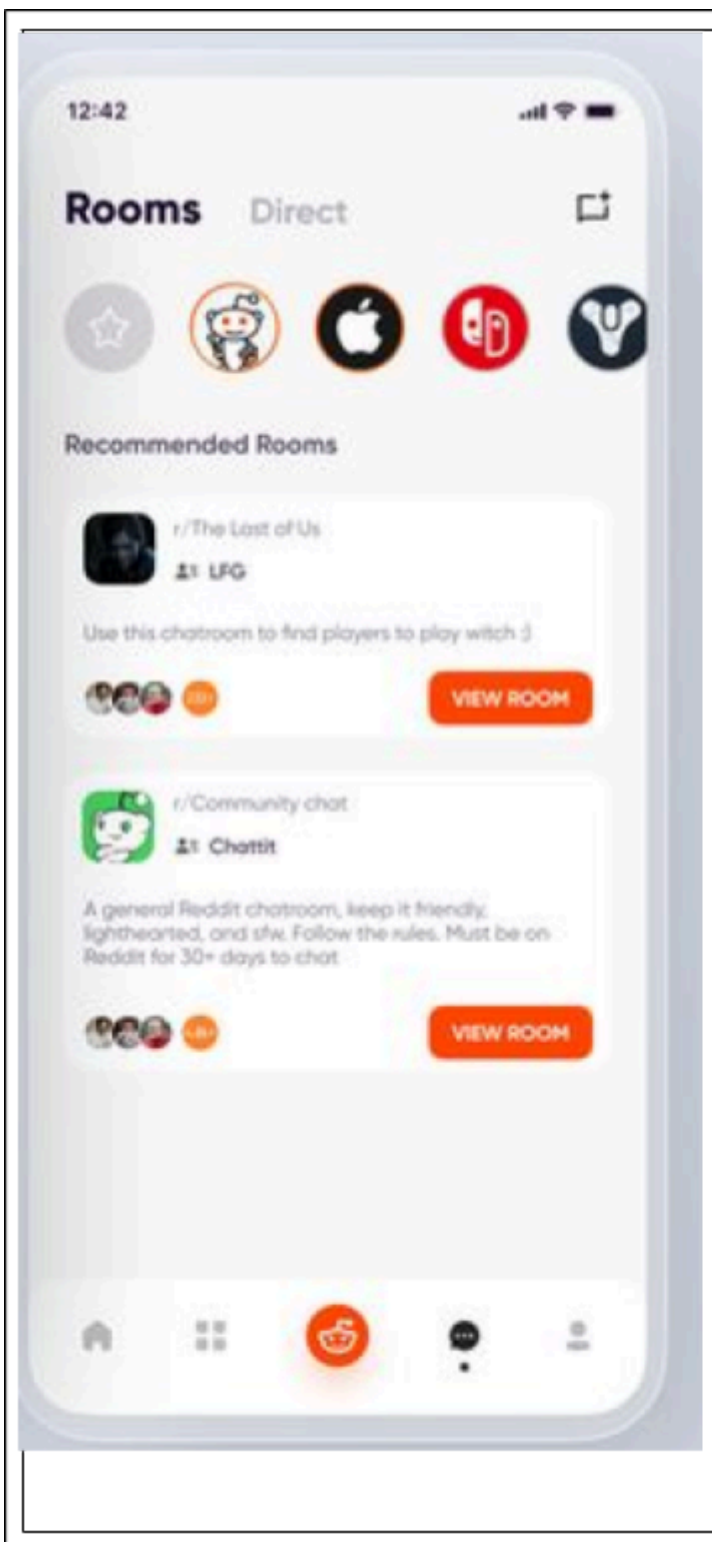 12:42
Rooms Direct
Recommended Rooms
r/The Last of Us
LFG
Use this chatroom to find players to play witch :)
VIEW ROOM
r/Community chat
Chattit
A general Reddit chatroom, keep it friendly,
lighthearted, and sfw. Follow the rules. Must be on
Reddit for 30+ days to chat
VIEW ROOM